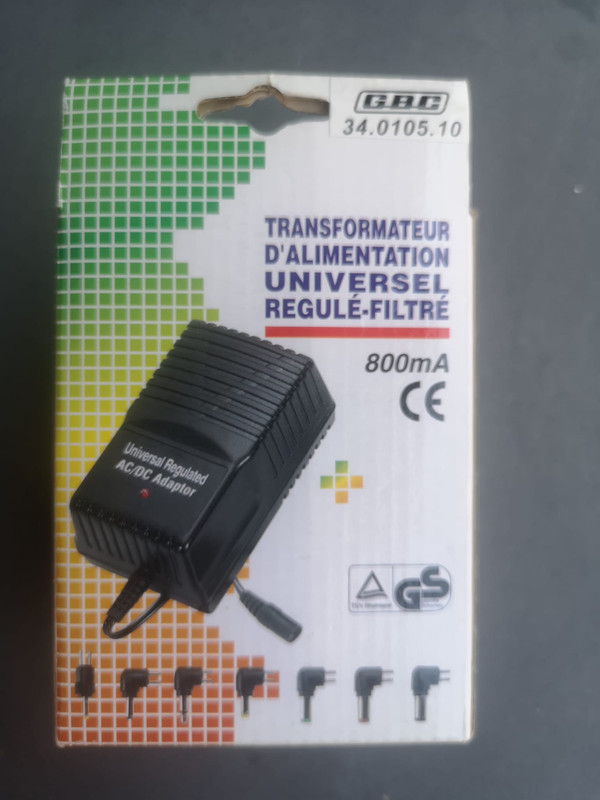 GBC
34.0105.10
TRANSFORMATEUR
D'ALIMENTATION
UNIVERSEL
REGULÉ-FILTRÉ
800mA
CE
Universal Regulated
AC/DC Adaptor
GS